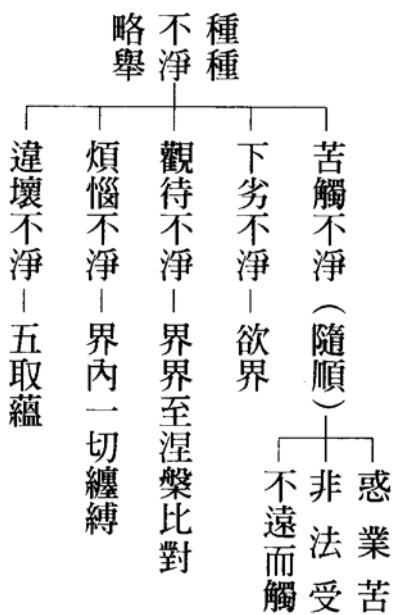 種種
不淨
略舉
苦觸不淨(隨順)
惑業苦
非法受
不遠而觸
下劣不淨－欲界
觀待不淨－界界至涅槃比對
煩惱不淨－界內一切纏縛
違壞不淨－五取蘊